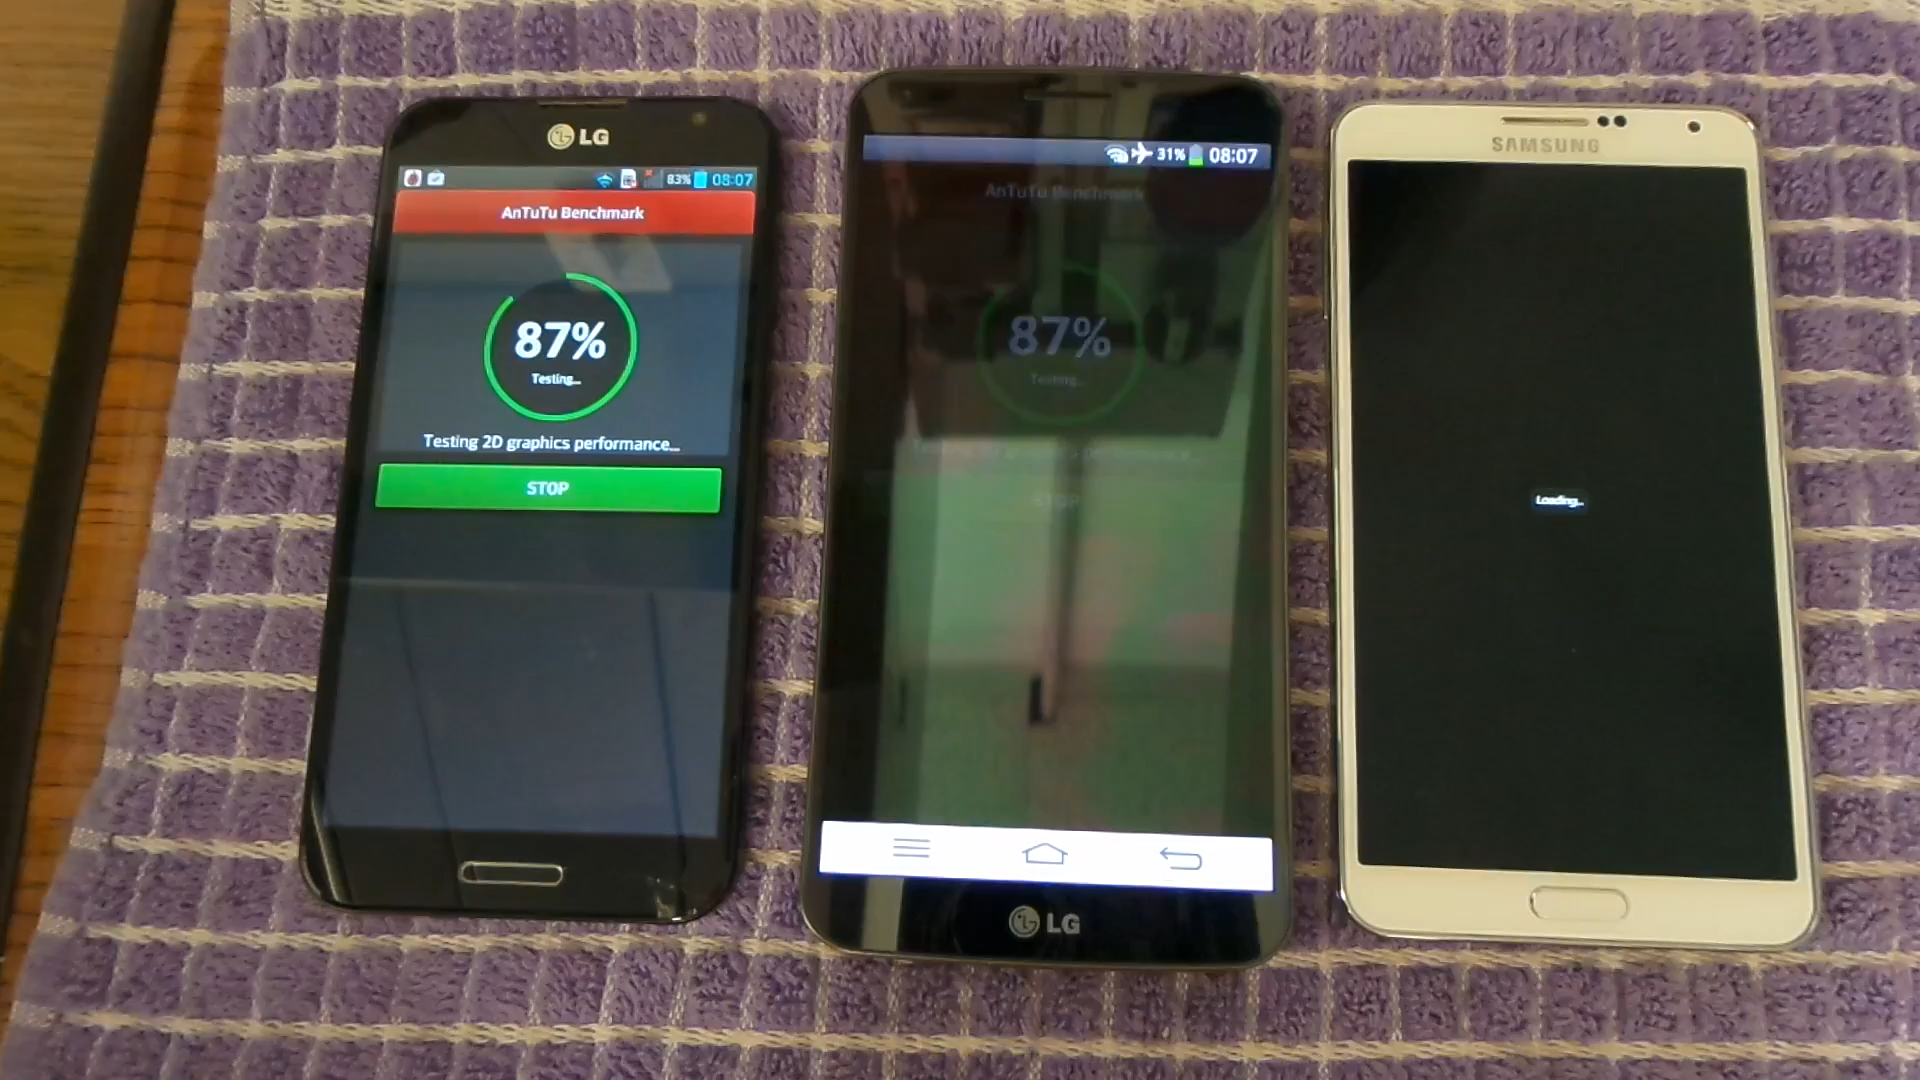 LG
83% 08:07
AnTuTu Benchmark
87%
Testing...
Testing 2D graphics performance...
STOP
31% 08:07
AnTuTu Benchmark
87%
Testing...
STOP
LG
SAMSUNG
Loading...